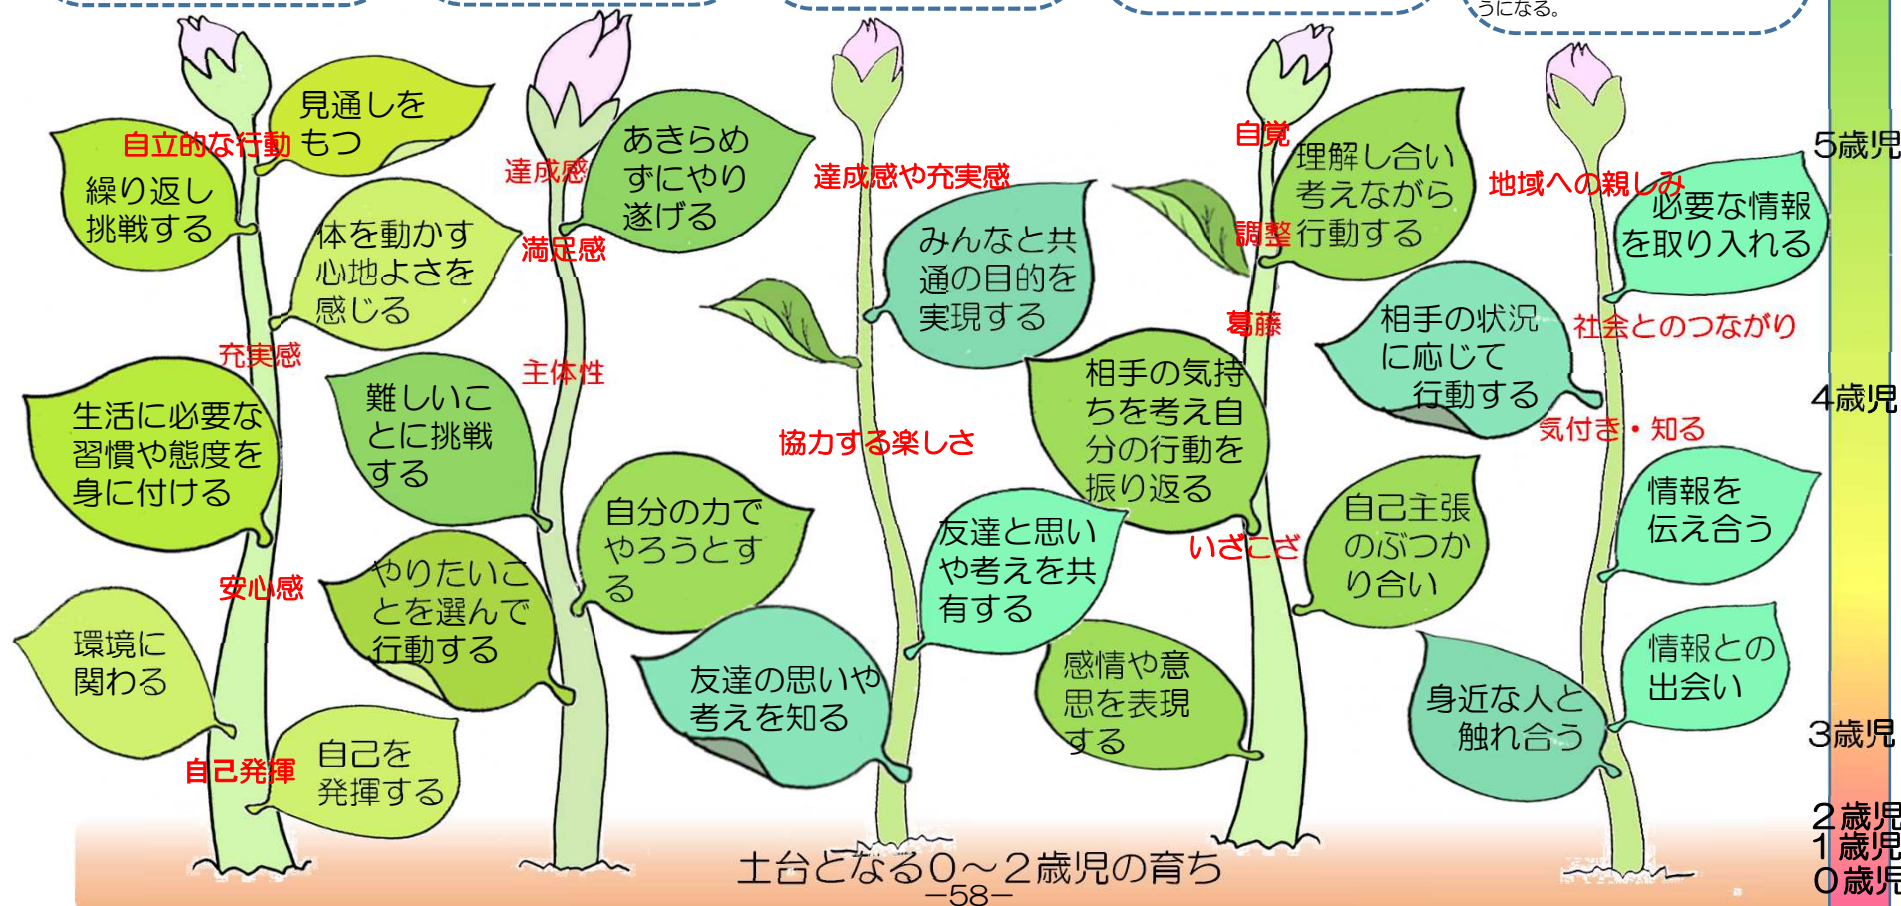 うになる。
見通しを
もつ
自立的な行動
繰り返し
挑戦する
体を動かす
心地よさを
感じる
充実感
生活に必要な
習慣や態度を
身に付ける
安心感
環境に
関わる
自己発揮
自己を
発揮する
達成感
あきらめ
ずにやり
遂げる
満足感
主体性
難しいこ
とに挑戦
する
自分の力で
やろうとす
る
やりたいこ
とを選んで
行動する
達成感や充実感
みんなと共
通の目的を
実現する
協力する楽しさ
友達と思い
や考えを共
有する
友達の思いや
考えを知る
自覚
理解し合い
考えながら
行動する
調整
葛藤
相手の気持
ちを考え自
分の行動を
振り返る
いざこざ
自己主張
のぶつか
り合い
感情や意
思を表現
する
地域への親しみ
必要な情報
を取り入れる
社会とのつながり
相手の状況
に応じて
行動する
気付き・知る
情報を
伝え合う
情報との
出会い
身近な人と
触れ合う
5歳児
4歳児
3歳児
2歳児
1歳児
0歳児
土台となる0～2歳児の育ち
－58－